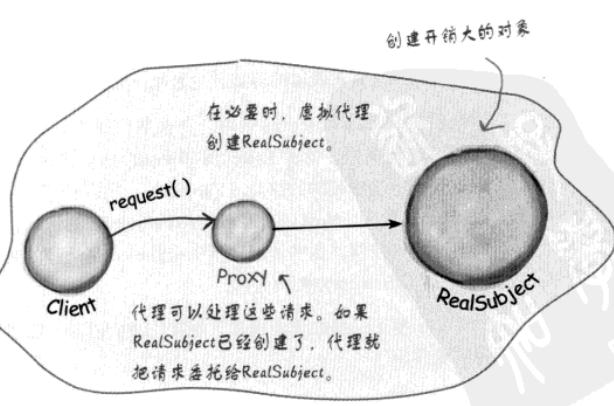 创建开销大的对象
在必要时，虚拟代理
创建RealSubject。
request()
Client
Proxy
RealSubject
代理可以处理这些请求。如果
RealSubject已经创建了，代理就
把请求委托给RealSubject。